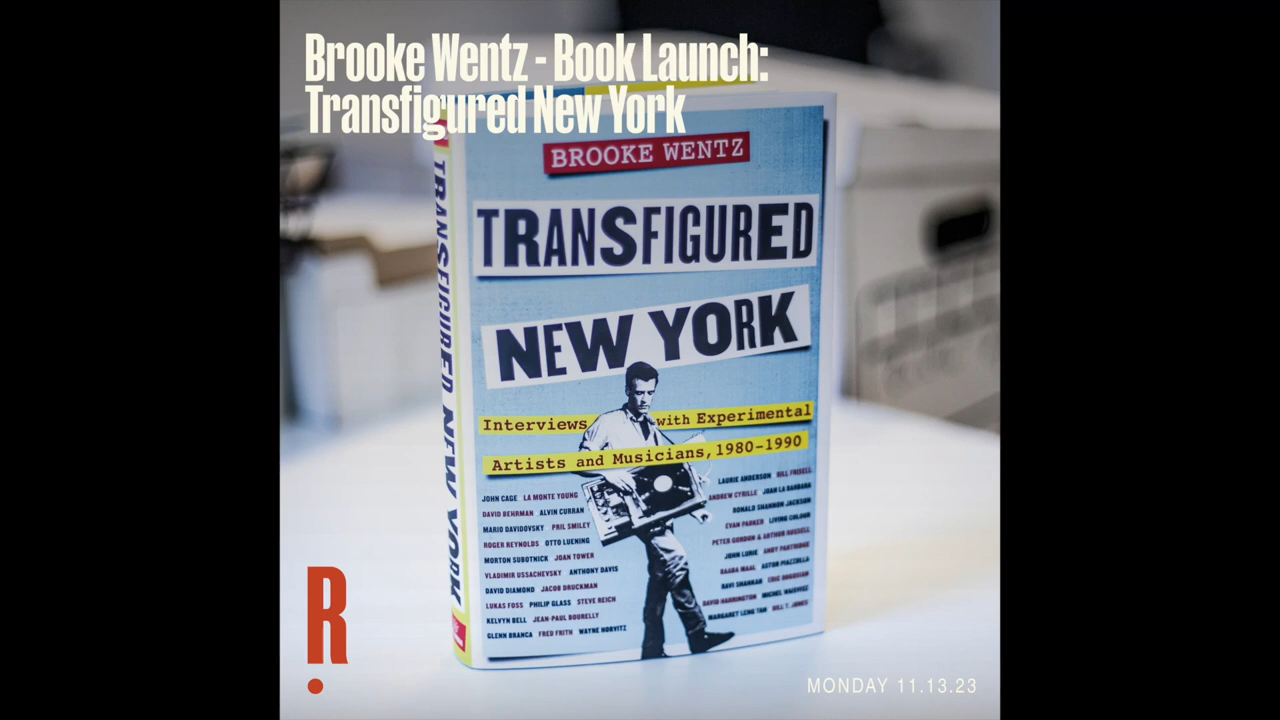 Brooke Wentz - Book Launch:
Transfigured New York
BROOKE WENTZ
TRANSFIGURED
NEW YORK
Interviews with Experimental
Artists and Musicians, 1980-1990
JOHN CAGE LA MONTE YOUNG
DAVID BEHRMAN ALVIN CURRAN
MARIO DAVIDOVSKY PRIL SMILEY
ROGER REYNOLDS OTTO LUENING
MORTON SUBOTNICK JOAN TOWER
VLADIMIR USSACHEVSKY ANTHONY DAVIS
DAVID DIAMOND JACOB DRUCKMAN
LUKAS FOSS PHILIP GLASS STEVE REICH
KELVYN BELL JEAN-PAUL BOURELLY
GLENN BRANCA FRED FRITH WAYNE HORVITZ
LAURIE ANDERSON BILL FRISELL
ANDREW CYRILLE JOAN LA BARBARA
RONALD SHANNON JACKSON
EVAN PARKER LIVING COLOUR
PETER GORDON & ARTHUR RUSSELL
JOHN LURIE ANDY PARTRIDGE
BAABA MAAL ASTOR PIAZZOLLA
RAVI SHANKAR ERIC BOGOSIAN
DAVID HARRINGTON MICHEL WAISVISZ
MARGARET LENG TAN BILL T. JONES
TRANSFIGURED NEW YORK
R.
MONDAY 11.13.23